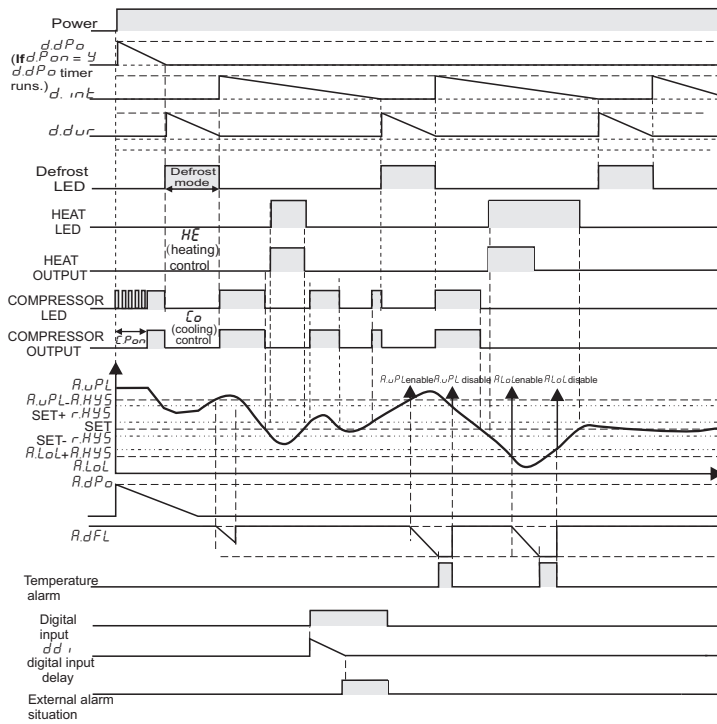 Power
d.dPo
(If d.Pon = y
d.dPo timer
runs.)
d.int
d.dur
Defrost
LED
Defrost
mode
HEAT
LED
HE
(heating)
control
HEAT
OUTPUT
COMPRESSOR
LED
Co
(cooling)
control
C.Pon
COMPRESSOR
OUTPUT
A.uPL enable A.uPL disable A.LoL enable A.LoL disable
A.uPL
A.uPL-A.HYS
SET+ r.HYS
SET
SET- r.HYS
A.LoL+A.HYS
A.LoL
A.dPo
A.dFL
Temperature
alarm
Digital
input
ddi
digital input
delay
External alarm
situation